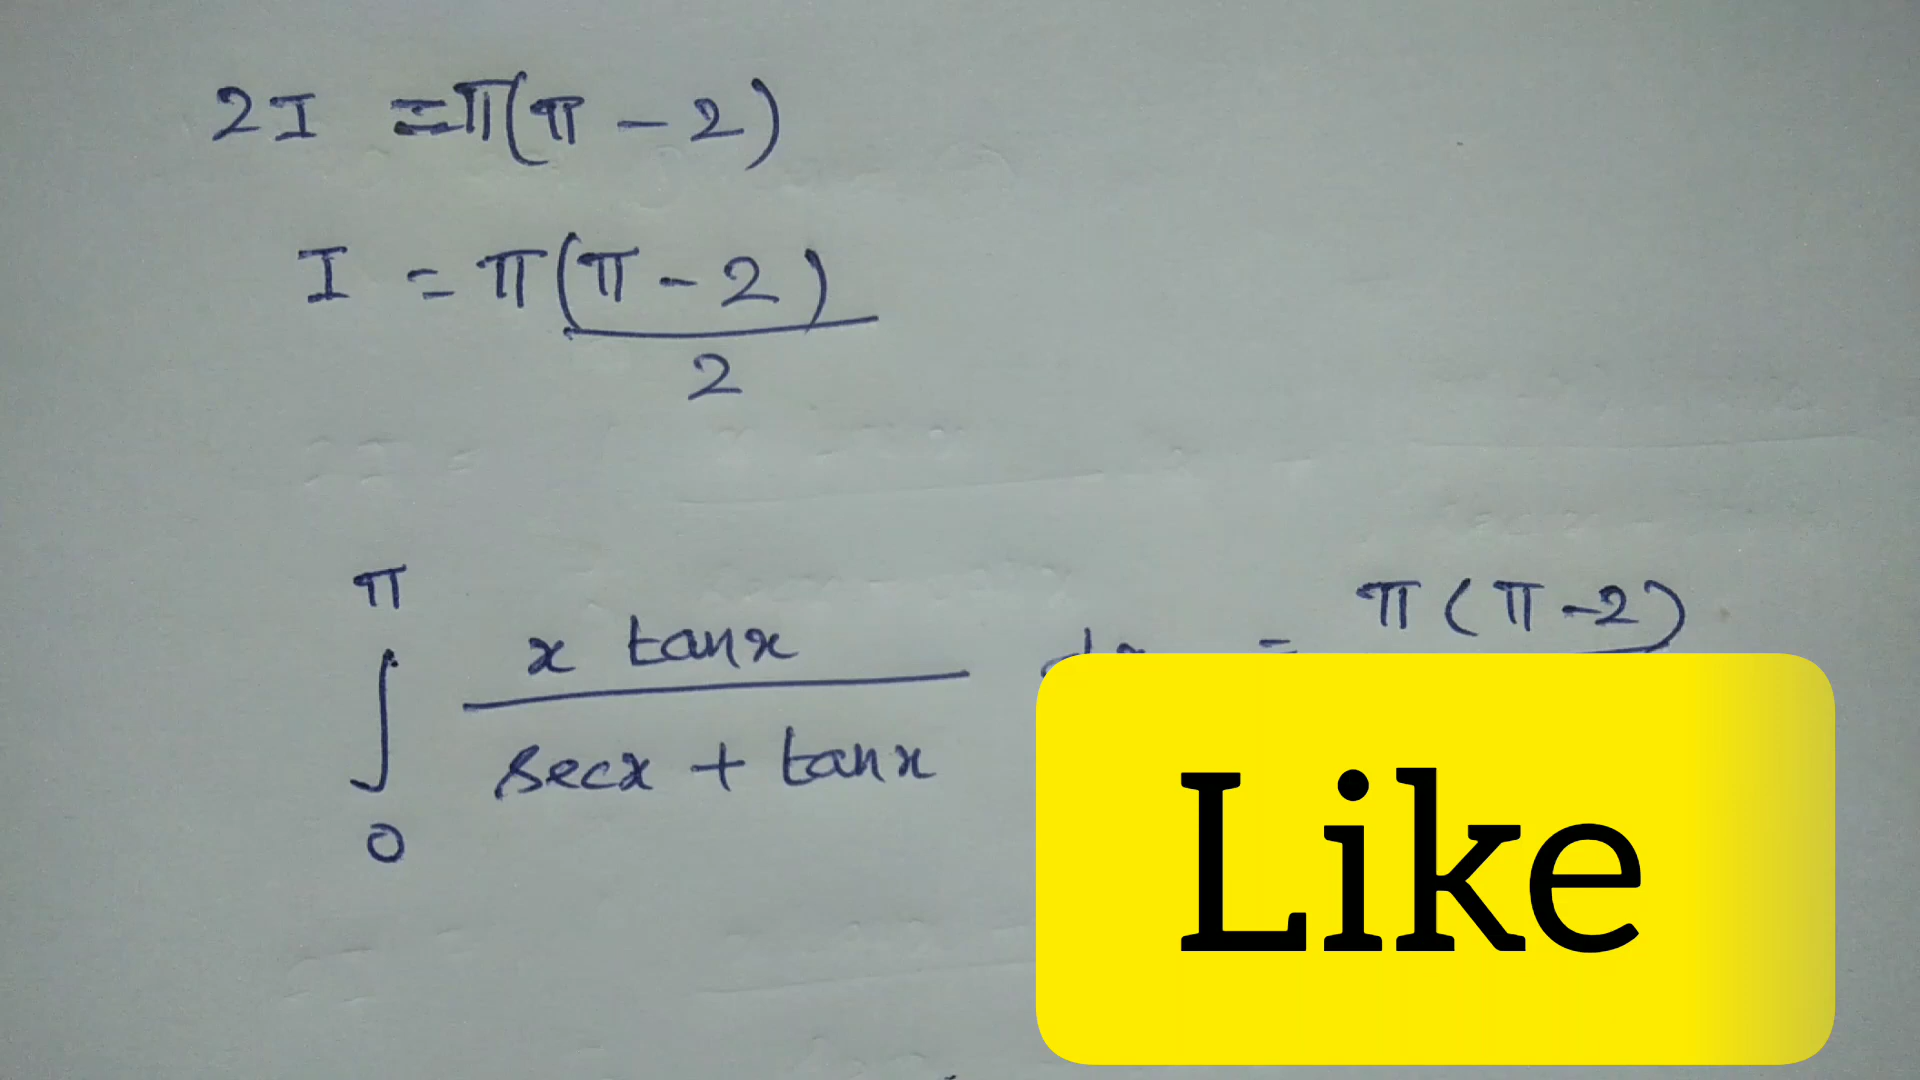 2I = π(π - 2)
I = π(π - 2)
2
π
∫ x tanx = π(π-2)
secx + tanx
0
Like